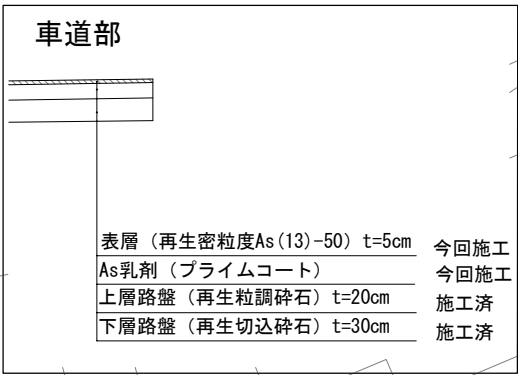 車道部
表層（再生密粒度As(13)-50）t=5cm 今回施工
As乳剤（プライムコート） 今回施工
上層路盤（再生粒調砕石）t=20cm 施工済
下層路盤（再生切込砕石）t=30cm 施工済